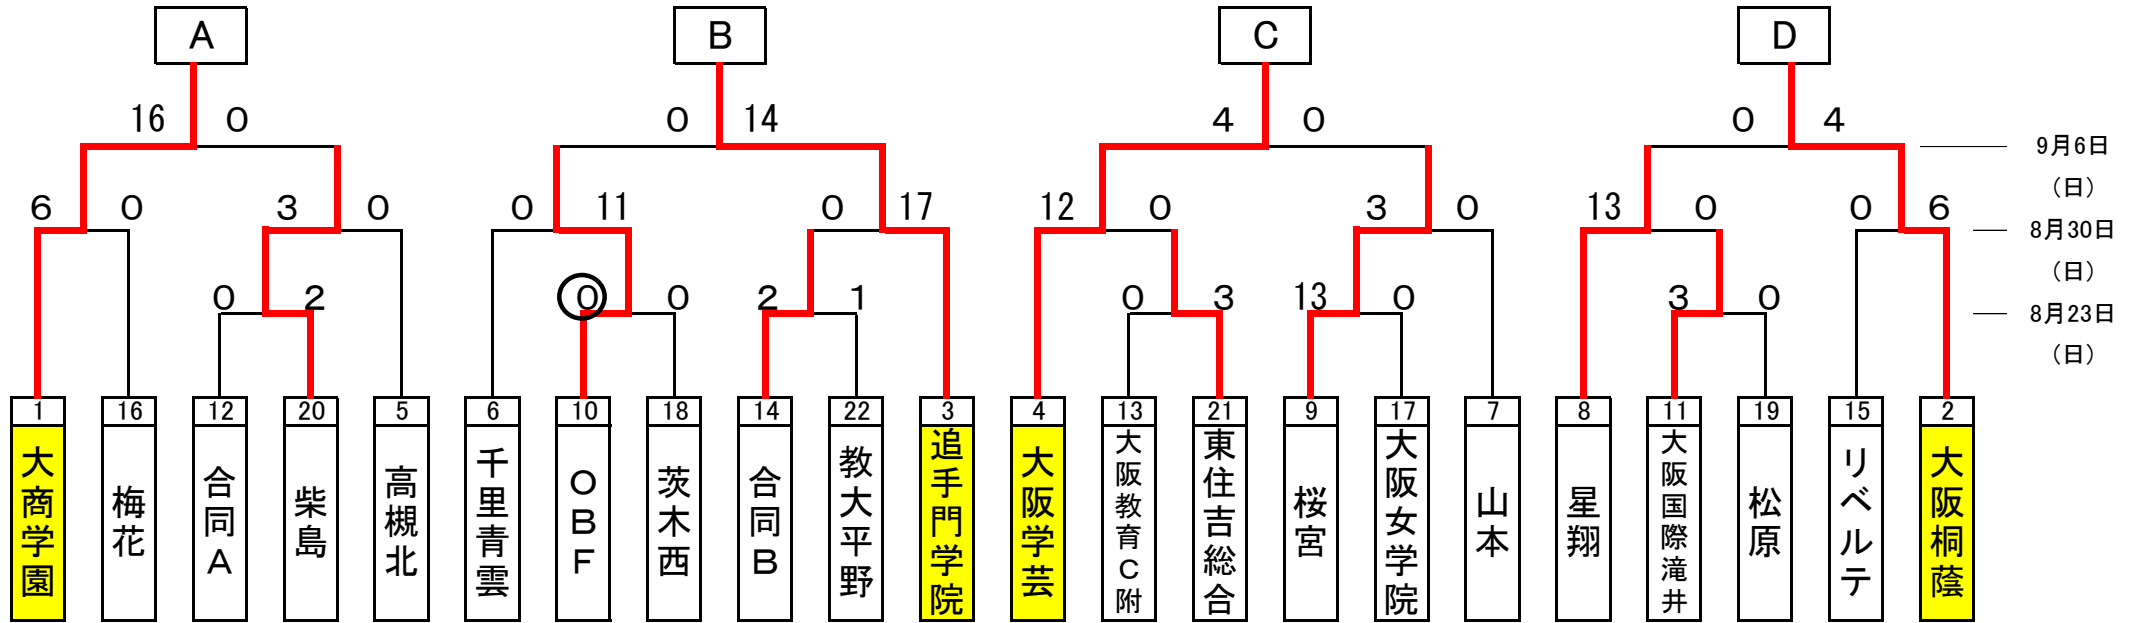 A B C D
16 0 0 14 4 0 0 4 9月6日
(日)
6 0 3 0 0 11 0 17 12 0 3 0 13 0 0 6 8月30日
(日)
0 2 0 0 2 1 0 3 13 0 3 0 8月23日
(日)
1 16 12 20 5 6 10 18 14 22 3 4 13 21 9 17 7 8 11 19 15 2
大商学園
梅花
合同A
柴島
高槻北
千里青雲
OBF
茨木西
合同B
教大平野
追手門学院
大阪学芸
大阪教育C附
東住吉総合
桜宮
大阪女学院
山本
星翔
大阪国際滝井
松原
リベルテ
大阪桐蔭